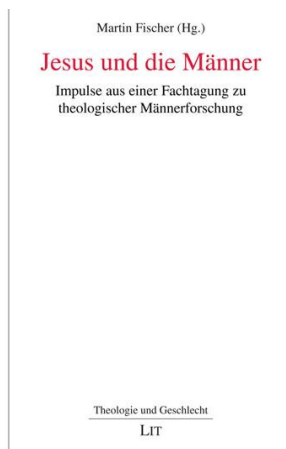 Martin Fischer (Hg.)
Jesus und die Männer
Impulse aus einer Fachtagung zu
theologischer Männerforschung
Theologie und Geschlecht
LIT